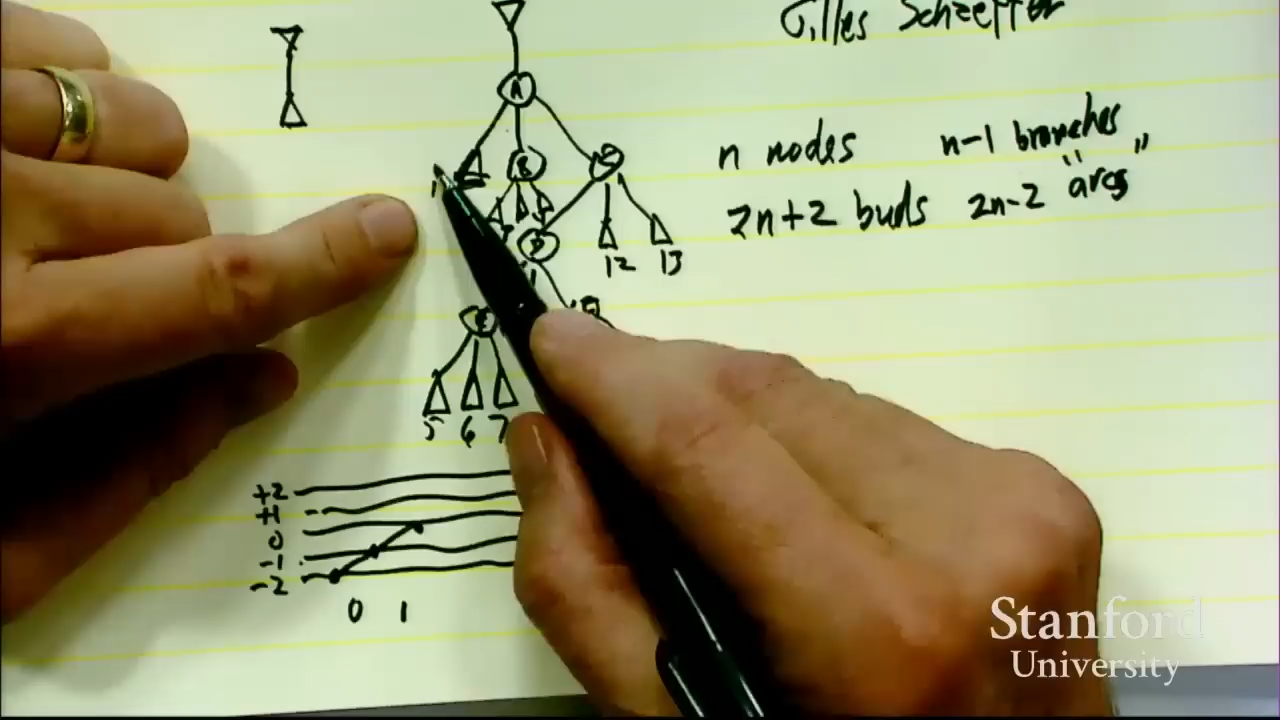 Gilles Schaeffer
A
n nodes n-1 branches
2n+2 buds 2n-2 "arcs"
B C
D
12 13
E
5 6 7
+2
+1
0
-1
-2
0 1
Stanford
University